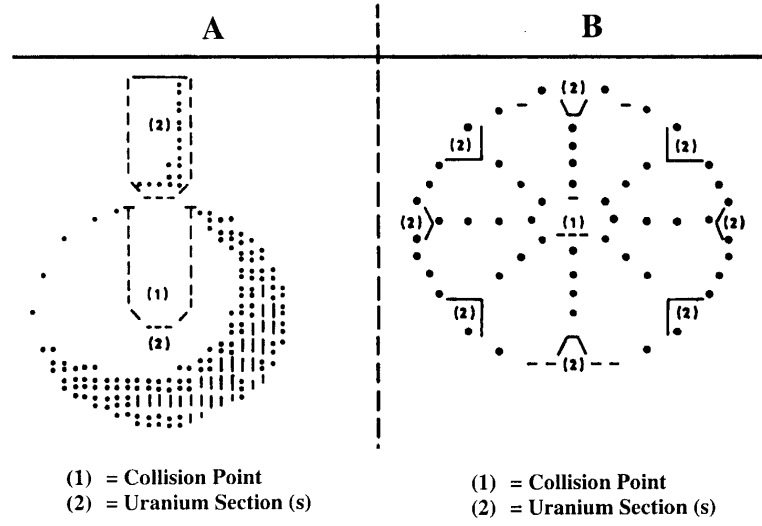 A
B
(2)
(1)
(2)
(2)
(2)
(2)
(2)
(1)
(2)
(2)
(2)
(2)
(1) = Collision Point
(2) = Uranium Section (s)
(1) = Collision Point
(2) = Uranium Section (s)